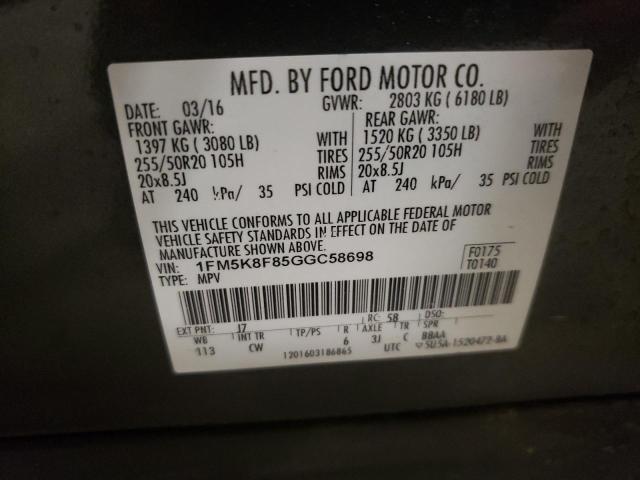 MFD. BY FORD MOTOR CO.
DATE: 03/16 GVWR: 2803 KG ( 6180 LB)
FRONT GAWR: REAR GAWR:
1397 KG ( 3080 LB) WITH 1520 KG ( 3350 LB) WITH
255/50R20 105H TIRES 255/50R20 105H TIRES
20x8.5J RIMS 20x8.5J RIMS
AT 240 kPa/ 35 PSI COLD AT 240 kPa/ 35 PSI COLD
THIS VEHICLE CONFORMS TO ALL APPLICABLE FEDERAL MOTOR
VEHICLE SAFETY STANDARDS IN EFFECT ON THE DATE OF
MANUFACTURE SHOWN ABOVE.
VIN: 1FM5K8F85GGC58698 F0175
TYPE: MPV T0140
EXT PNT: J7 RC: 58 DSO:
WB INT TR TP/PS R AXLE TR SPR
113 CW 6 3J C BBAA
1201603186865 UTC 5U5A-1520472-BA